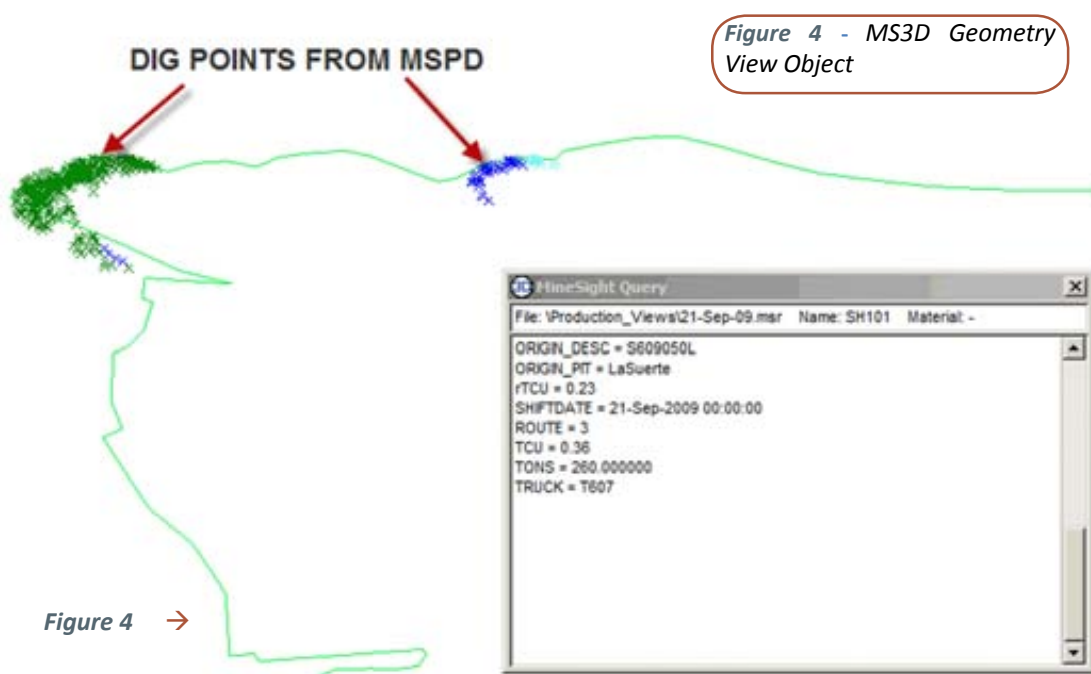 Figure 4 - MS3D Geometry
View Object
DIG POINTS FROM MSPD
MineSight Query
File: \Production_Views\21-Sep-09.msr Name: SH101 Material: -
ORIGIN_DESC = S609050L
ORIGIN_PIT = LaSuerte
rTCU = 0.23
SHIFTDATE = 21-Sep-2009 00:00:00
ROUTE = 3
TCU = 0.36
TONS = 260.000000
TRUCK = T607
Figure 4 →